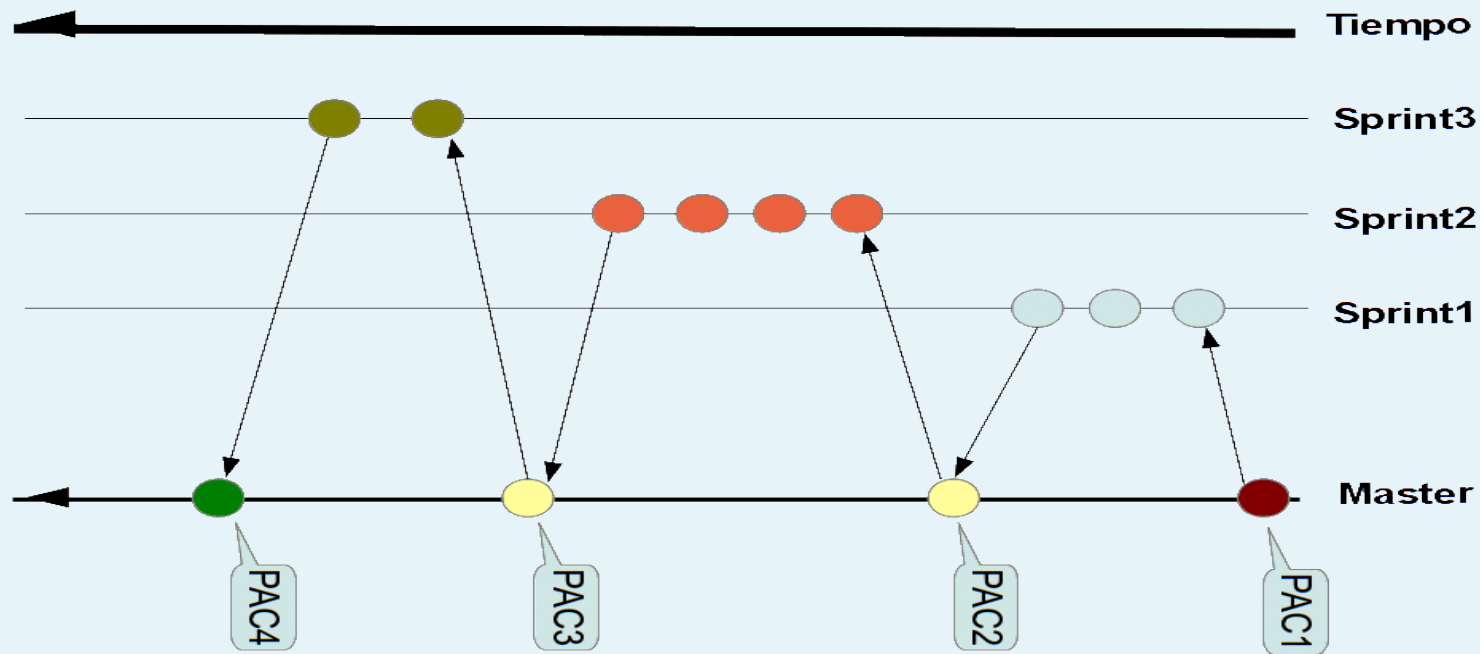 Tiempo
Sprint3
Sprint2
Sprint1
Master
PAC4
PAC3
PAC2
PAC1